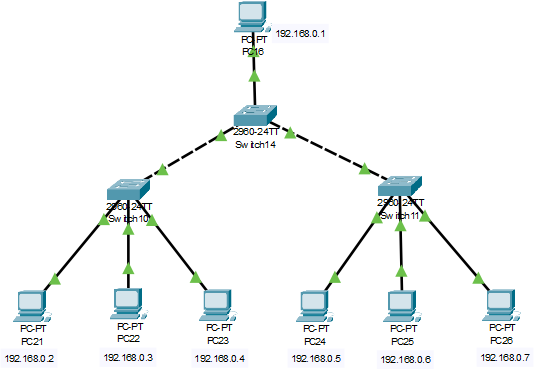 PC-PT
PC16
192.168.0.1
2960-24TT
Switch14
2960-24TT
Switch10
2960-24TT
Switch11
PC-PT
PC21
192.168.0.2
PC-PT
PC22
192.168.0.3
PC-PT
PC23
192.168.0.4
PC-PT
PC24
192.168.0.5
PC-PT
PC25
192.168.0.6
PC-PT
PC26
192.168.0.7